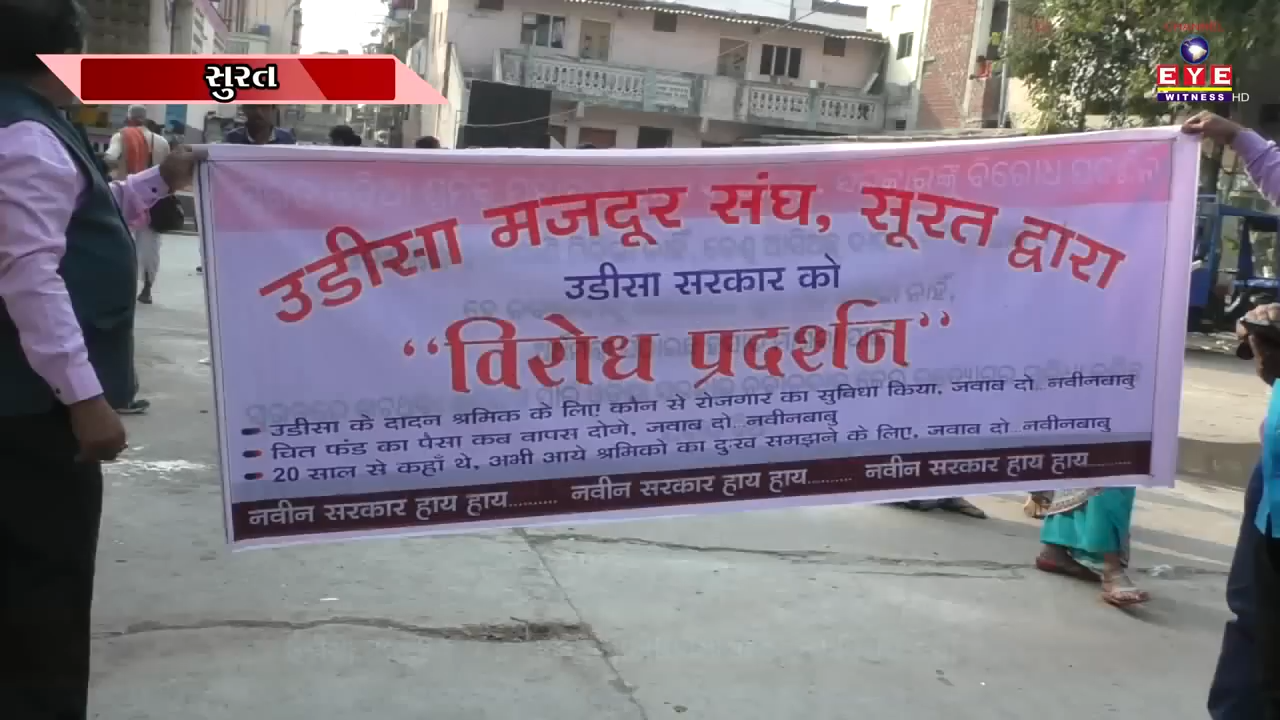 સુરત
EYE
WITNESS HD
उडीसा मजदूर संघ, सूरत द्वारा
उडीसा सरकार को
“विरोध प्रदर्शन”
उडीसा के दादन श्रमिक के लिए कोन से रोजगार का सुविधा किया, जवाब दो.. नवीनबाबु
चित फंड का पैसा कब वापस दोगे, जवाब दो.. नवीनबाबु
20 साल से कहाँ थे, अभी आये श्रमिको का दुःख समझने के लिए, जवाब दो..नवीनबाबु
नवीन सरकार हाय हाय.......... नवीन सरकार हाय हाय.......... नवीन सरकार हाय हाय..........